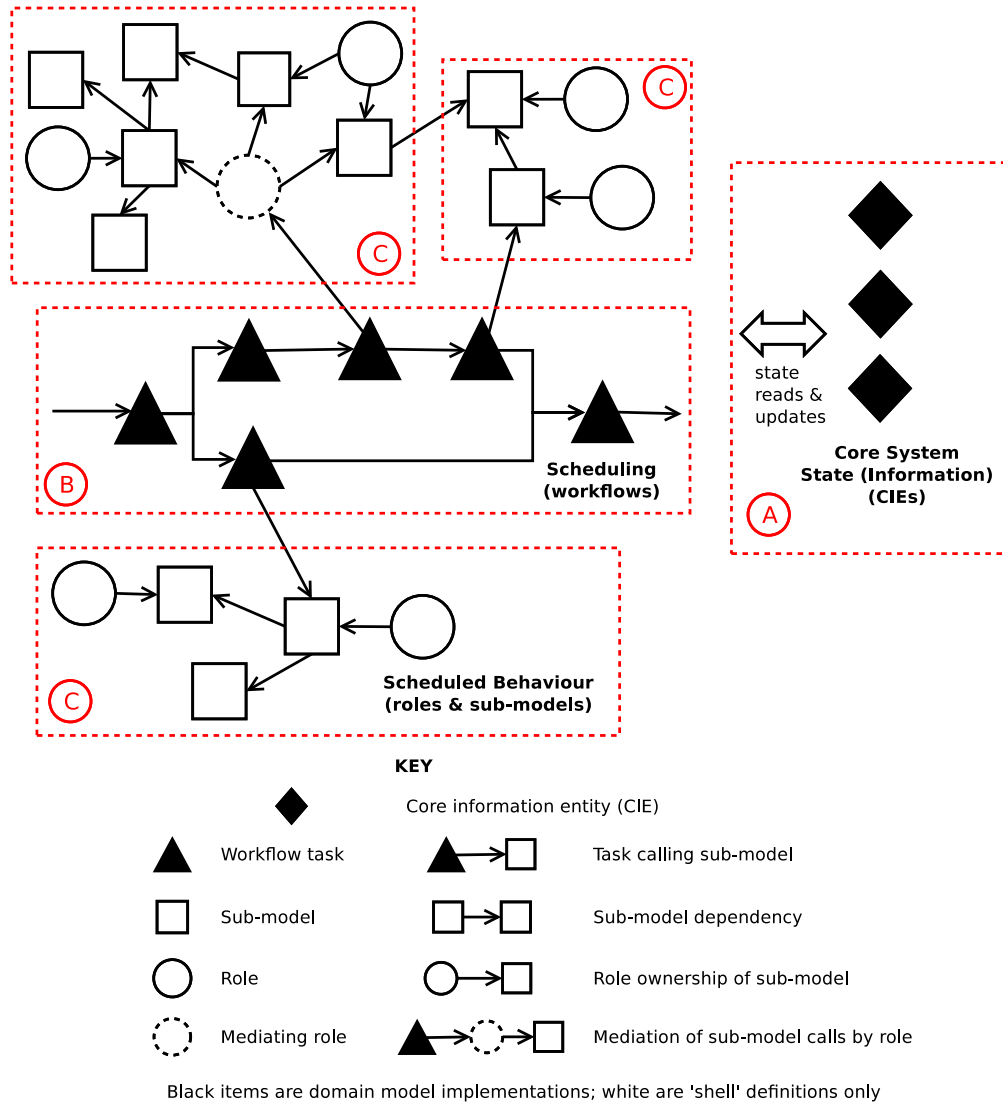 C
C
state
reads &
updates
Core System
State (Information)
(CIEs)
A
Scheduling
(workflows)
B
Scheduled Behaviour
(roles & sub-models)
C
KEY
Core information entity (CIE)
Workflow task
Task calling sub-model
Sub-model
Sub-model dependency
Role
Role ownership of sub-model
Mediating role
Mediation of sub-model calls by role
Black items are domain model implementations; white are 'shell' definitions only